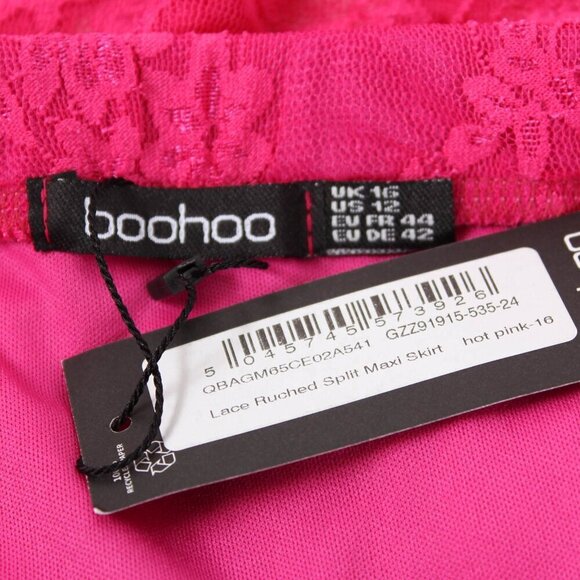 boohoo
UK 16
US 12
EU FR 44
EU DE 42
5 045745 573926
QBAGM65CE02A541 GZZ91915-535-24
Lace Ruched Split Maxi Skirt hot pink-16